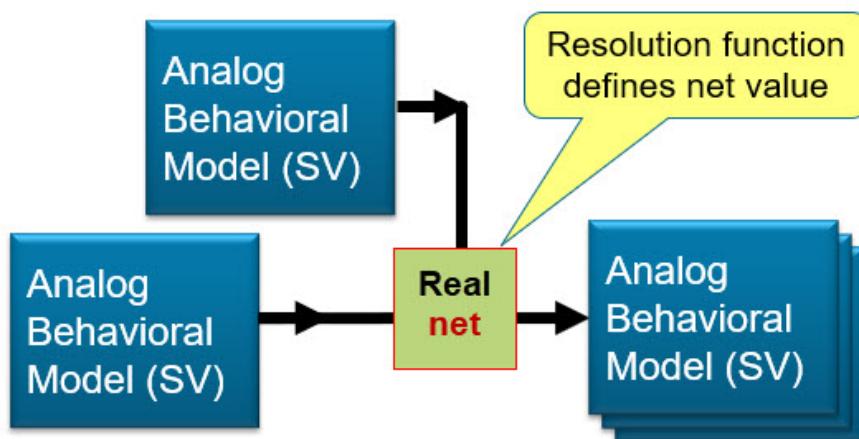 Resolution function
defines net value
Analog
Behavioral
Model (SV)
Analog
Behavioral
Model (SV)
Real
net
Analog
Behavioral
Model (SV)